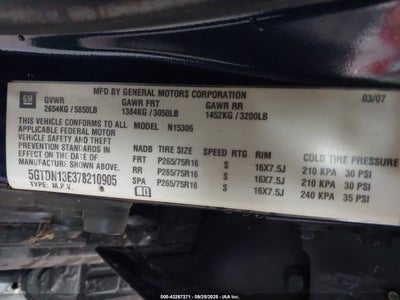 MFD BY GENERAL MOTORS CORPORATION 03/07
GM GVWR GAWR FRT GAWR RR
2654KG / 5850LB 1384KG / 3050LB 1452KG / 3200LB
THIS VEHICLE CONFORMS TO ALL MODEL N15306
APPLICABLE FEDERAL MOTOR
VEHICLE SAFETY AND THEFT
PREVENTION STANDARDS IN NADB TIRE SIZE SPEED RTG RIM COLD TIRE PRESSURE
EFFECT ON THE DATE OF FRT P265/75R16 S 16X7.5J 210 KPA 30 PSI
MANUFACTURE SHOWN ABOVE. RR P265/75R16 S 16X7.5J 210 KPA 30 PSI
5GTDN13E378210905 SPA P265/75R16 S 16X7.5J 240 KPA 35 PSI
TYPE: M.P.V.
000-43287371 - 09/25/2025 - IAA Inc.